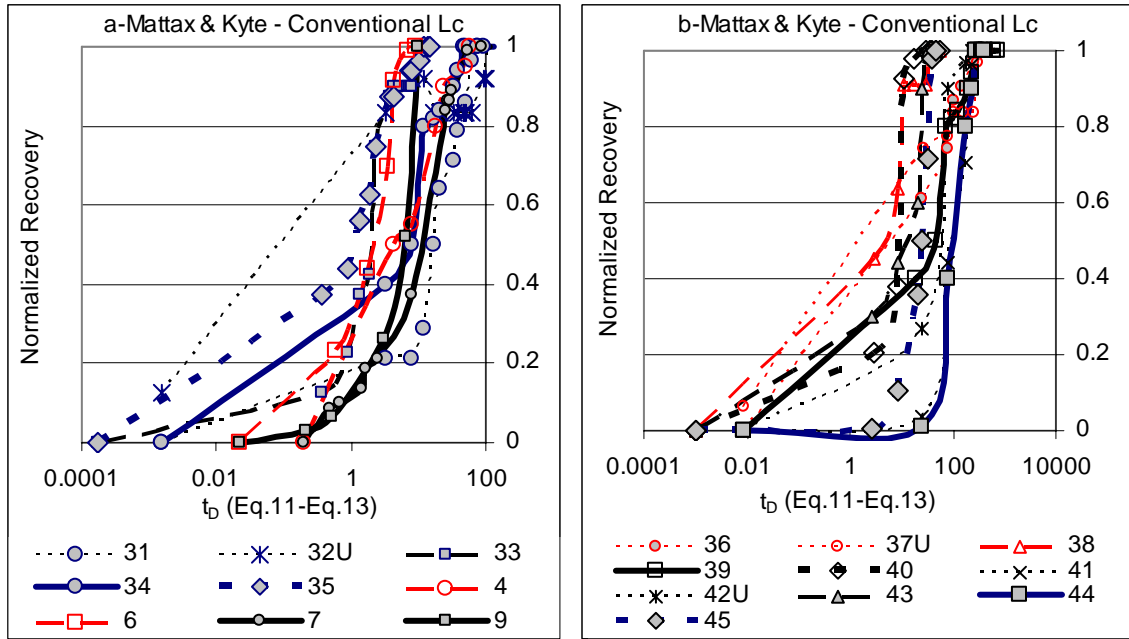 a-Mattax & Kyte - Conventional Lc
1
0.8
0.6
0.4
0.2
0
Normalized Recovery
0.0001 0.01 1 100
tD (Eq.11-Eq.13)
31 32U 33
34 35 4
6 7 9
b-Mattax & Kyte - Conventional Lc
1
0.8
0.6
0.4
0.2
0
Normalized Recovery
0.0001 0.01 1 100 10000
tD (Eq.11-Eq.13)
36 37U 38
39 40 41
42U 43 44
45